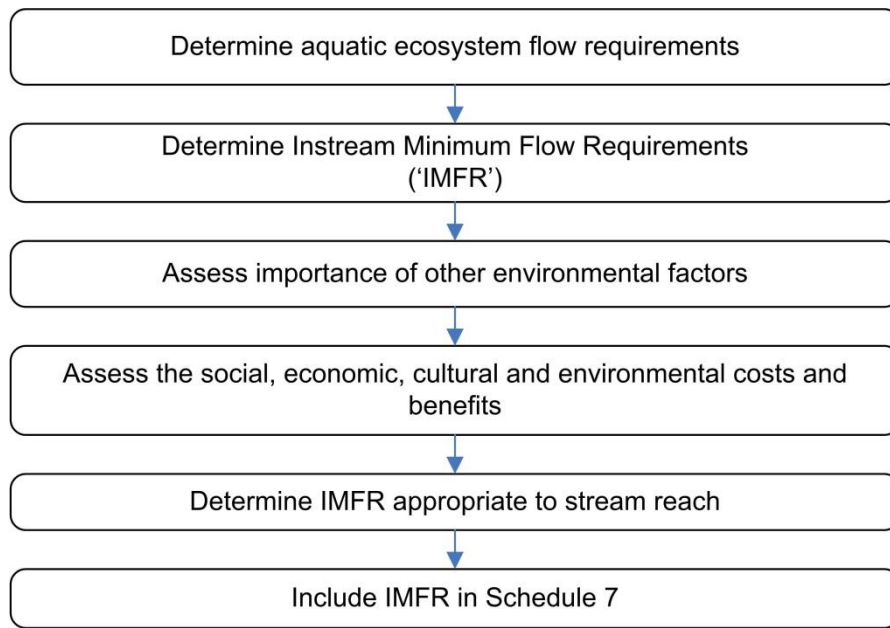 Determine aquatic ecosystem flow requirements
Determine Instream Minimum Flow Requirements
(‘IMFR’)
Assess importance of other environmental factors
Assess the social, economic, cultural and environmental costs and
benefits
Determine IMFR appropriate to stream reach
Include IMFR in Schedule 7